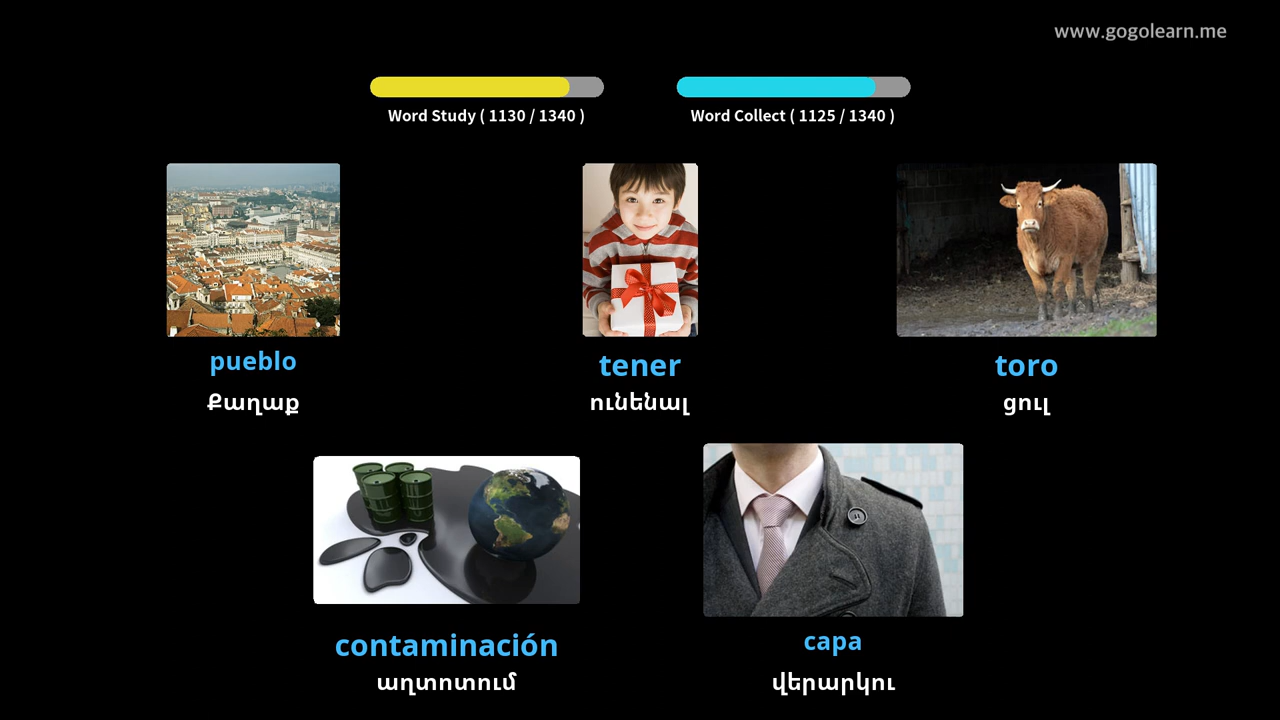 www.gogolearn.me
Word Study ( 1130 / 1340 )
Word Collect ( 1125 / 1340 )
pueblo
Քաղաք
tener
ունենալ
toro
ցուլ
contaminación
աղտոտում
capa
վերարկու